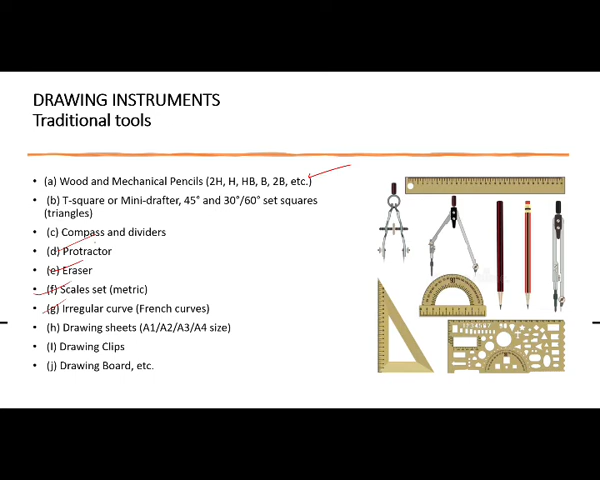 DRAWING INSTRUMENTS
Traditional tools
• (a) Wood and Mechanical Pencils (2H, H, HB, B, 2B, etc.)
• (b) T-square or Mini-drafter, 45° and 30°/60° set squares
(triangles)
• (c) Compass and dividers
• (d) Protractor
• (e) Eraser
• (f) Scales set (metric)
• (g) Irregular curve (French curves)
• (h) Drawing sheets (A1/A2/A3/A4 size)
• (I) Drawing Clips
• (j) Drawing Board, etc.